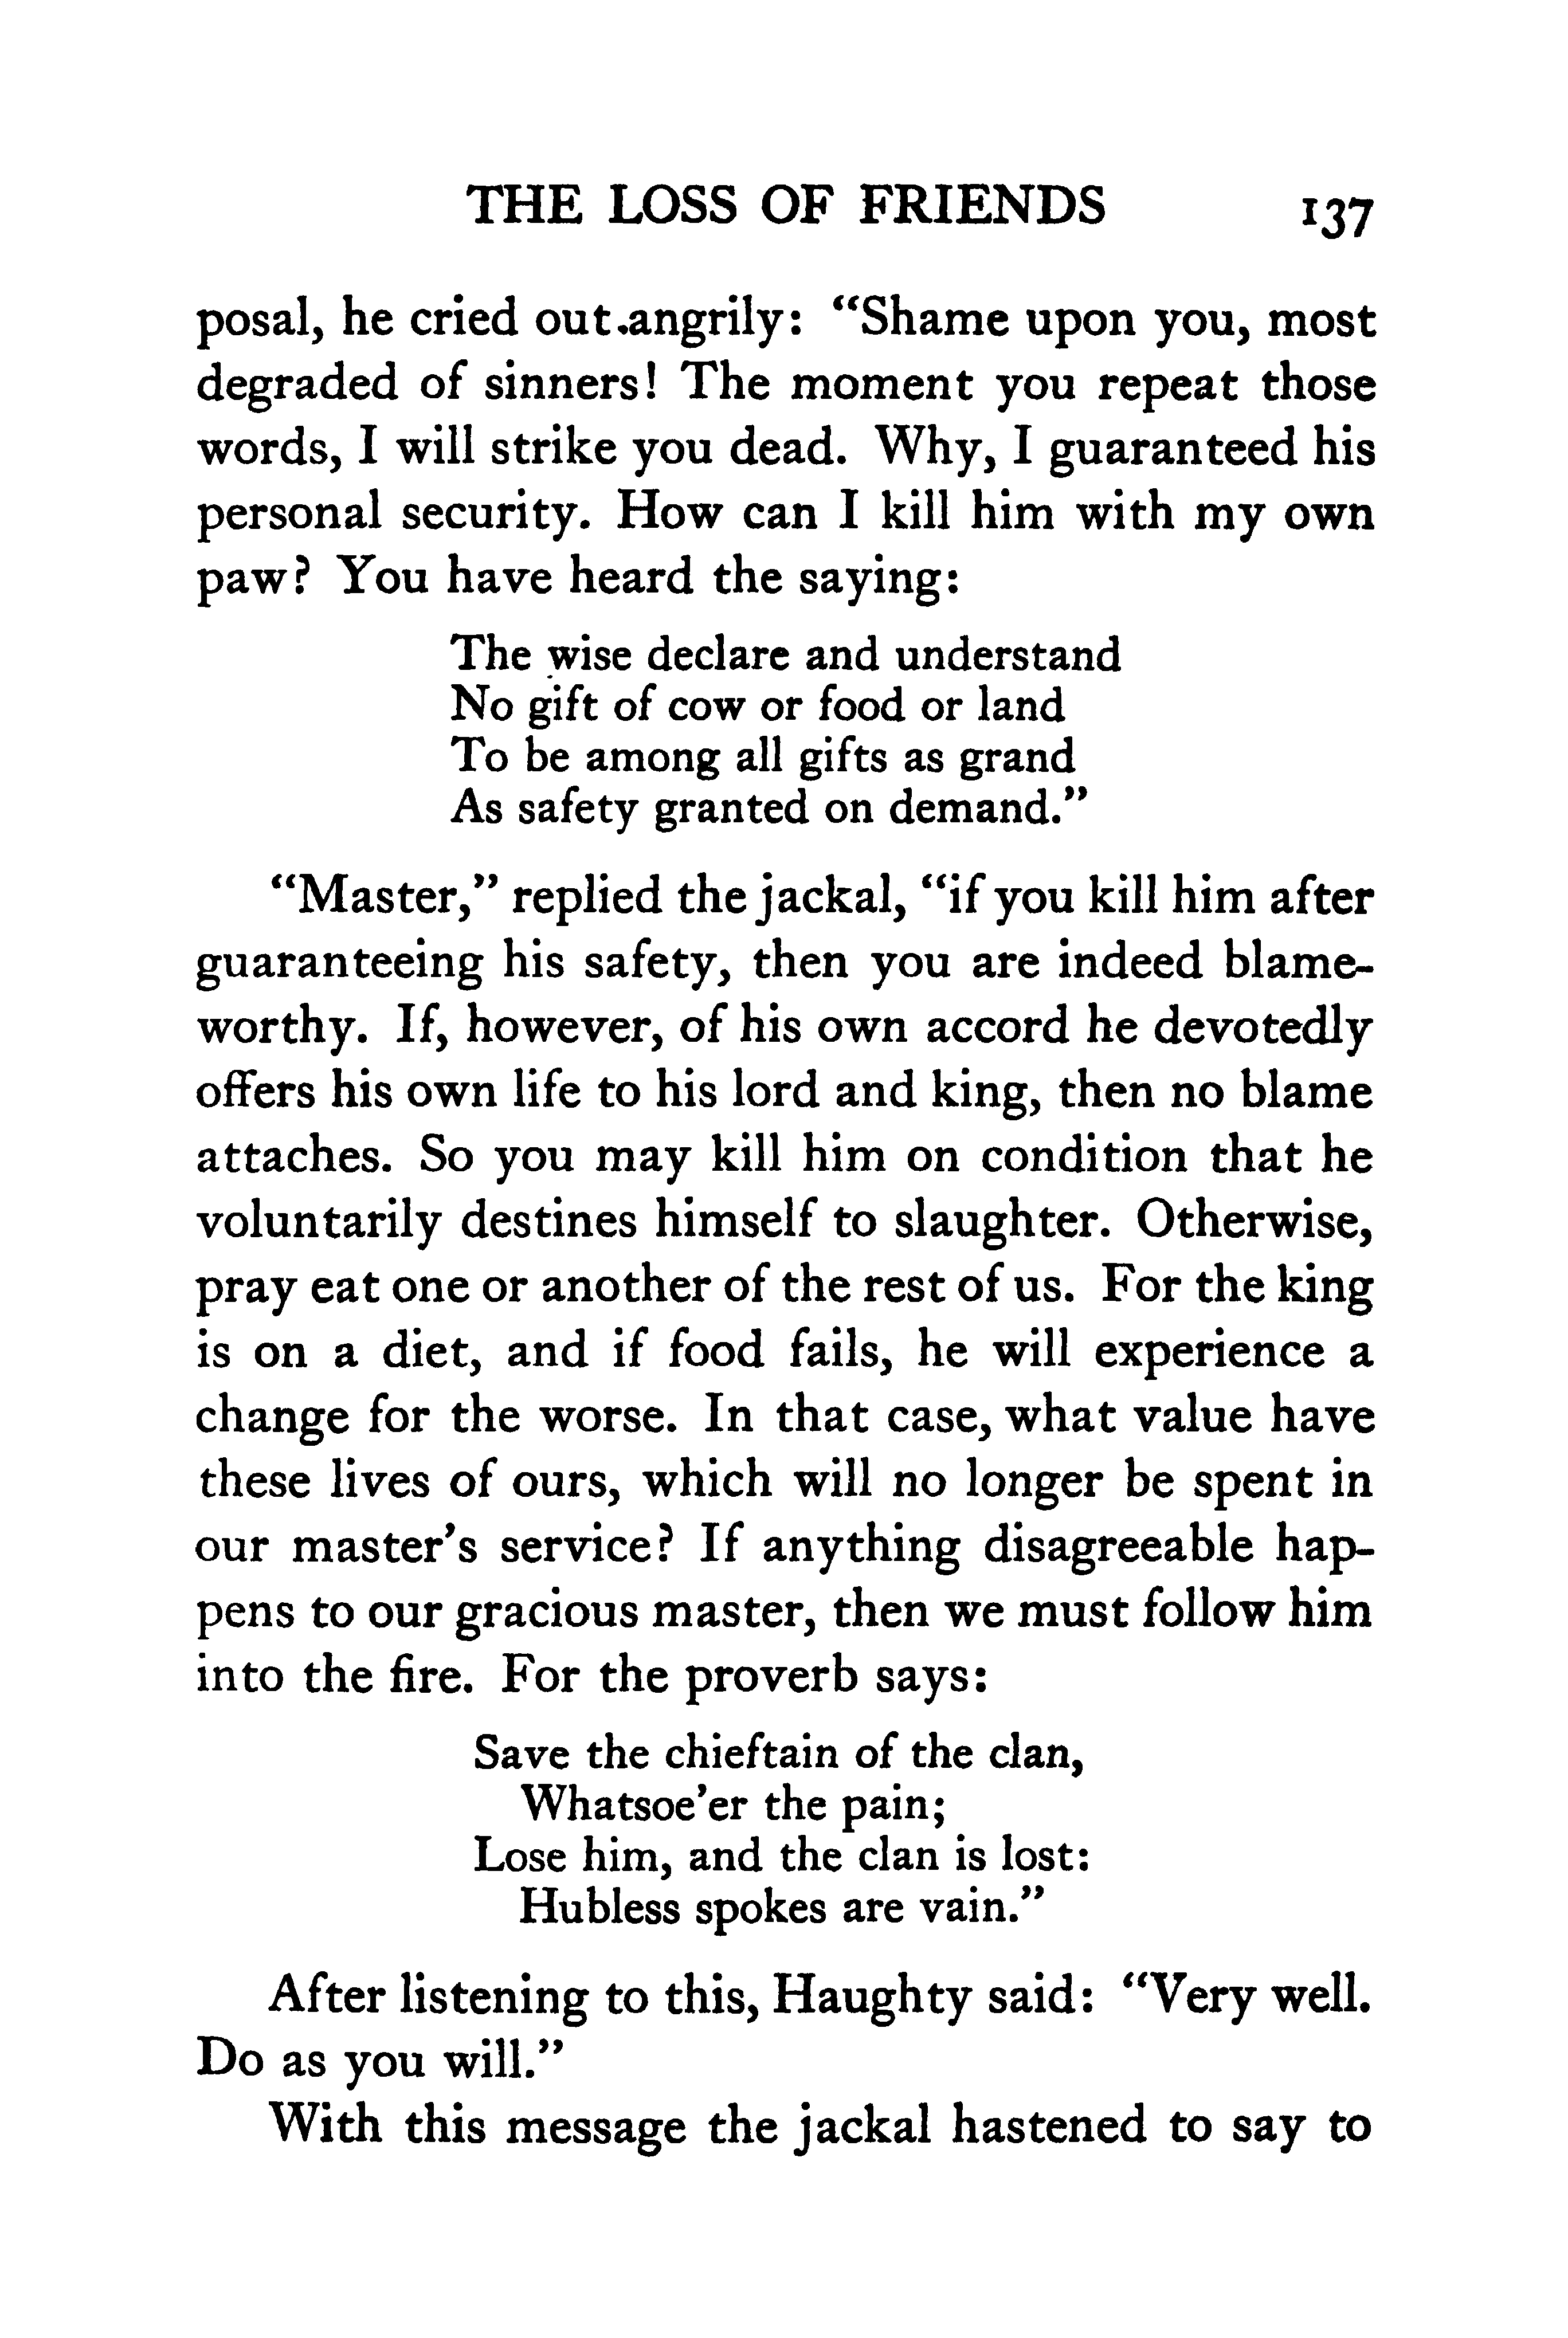 THE LOSS OF FRIENDS 137
posal, he cried out.angrily: “Shame upon you, most
degraded of sinners! The moment you repeat those
words, I will strike you dead. Why, I guaranteed his
personal security. How can I kill him with my own
paw? You have heard the saying:
The wise declare and understand
No gift of cow or food or land
To be among all gifts as grand
As safety granted on demand.”
“Master,” replied the jackal, “if you kill him after
guaranteeing his safety, then you are indeed blame-
worthy. If, however, of his own accord he devotedly
offers his own life to his lord and king, then no blame
attaches. So you may kill him on condition that he
voluntarily destines himself to slaughter. Otherwise,
pray eat one or another of the rest of us. For the king
is on a diet, and if food fails, he will experience a
change for the worse. In that case, what value have
these lives of ours, which will no longer be spent in
our master’s service? If anything disagreeable hap-
pens to our gracious master, then we must follow him
into the fire. For the proverb says:
Save the chieftain of the clan,
Whatsoe’er the pain;
Lose him, and the clan is lost:
Hubless spokes are vain.”
After listening to this, Haughty said: “Very well.
Do as you will.”
With this message the jackal hastened to say to